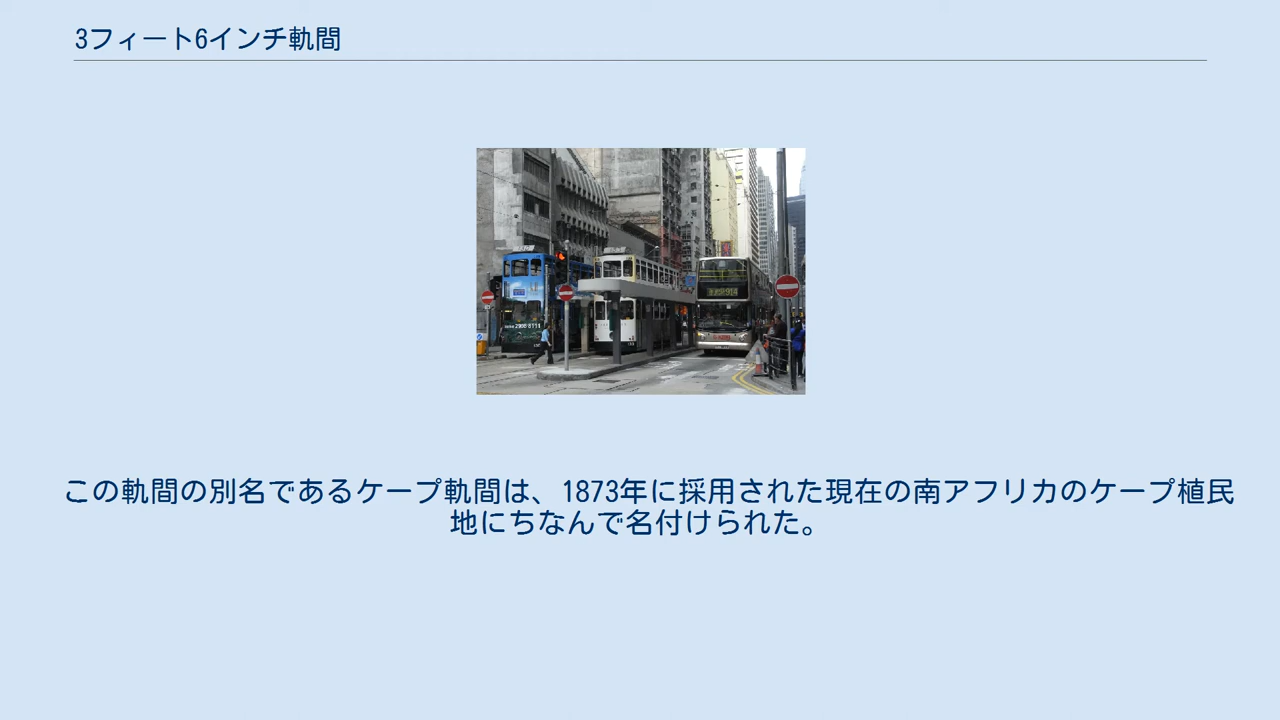 3フィート6インチ軌間
この軌間の別名であるケープ軌間は、1873年に採用された現在の南アフリカのケープ植民
地にちなんで名付けられた。